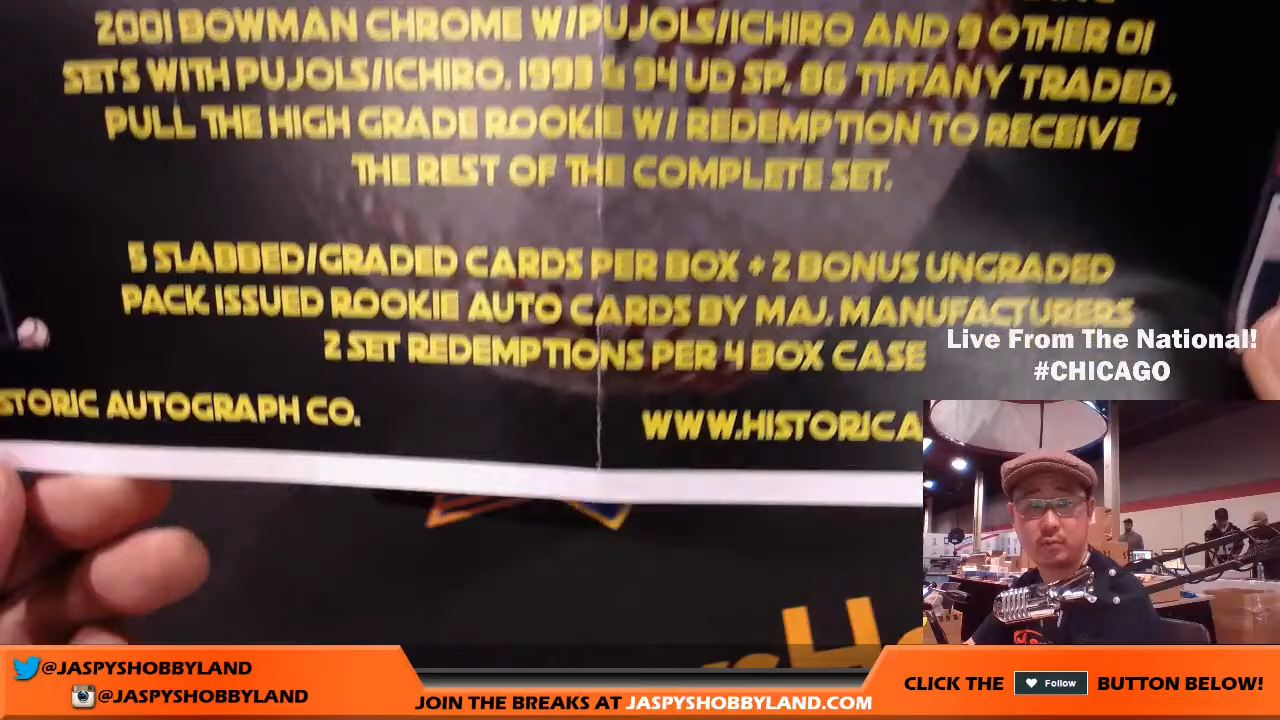 2001 BOWMAN CHROME W/PUJOLS/ICHIRO AND 9 OTHER 01
SETS WITH PUJOLS/ICHIRO, 1993 & 94 UD SP, 86 TIFFANY TRADED,
PULL THE HIGH GRADE ROOKIE W/ REDEMPTION TO RECEIVE
THE REST OF THE COMPLETE SET.
5 SLABBED/GRADED CARDS PER BOX + 2 BONUS UNGRADED
PACK ISSUED ROOKIE AUTO CARDS BY MAJ. MANUFACTURERS
2 SET REDEMPTIONS PER 4 BOX CASE
STORIC AUTOGRAPH CO.
WWW.HISTORICA
Live From The National!
#CHICAGO
@JASPYSHOBBYLAND
@JASPYSHOBBYLAND
JOIN THE BREAKS AT JASPYSHOBBYLAND.COM
CLICK THE Follow BUTTON BELOW!